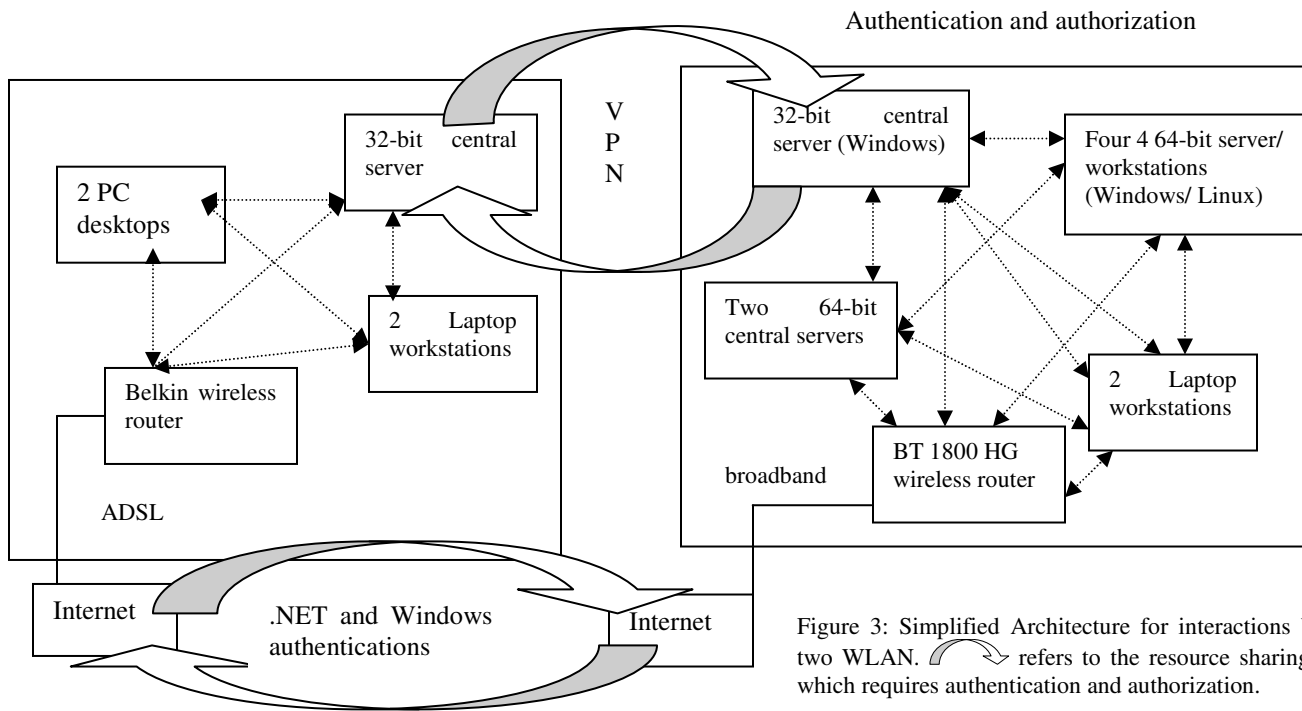 Authentication and authorization
V
P
N
32-bit central
server
2 PC
desktops
2 Laptop
workstations
Belkin wireless
router
ADSL
32-bit central
server (Windows)
Four 4 64-bit server/
workstations
(Windows/ Linux)
Two 64-bit
central servers
2 Laptop
workstations
BT 1800 HG
wireless router
broadband
Internet
.NET and Windows
authentications
Internet
Figure 3: Simplified Architecture for interactions
two WLAN. refers to the resource sharing
which requires authentication and authorization.